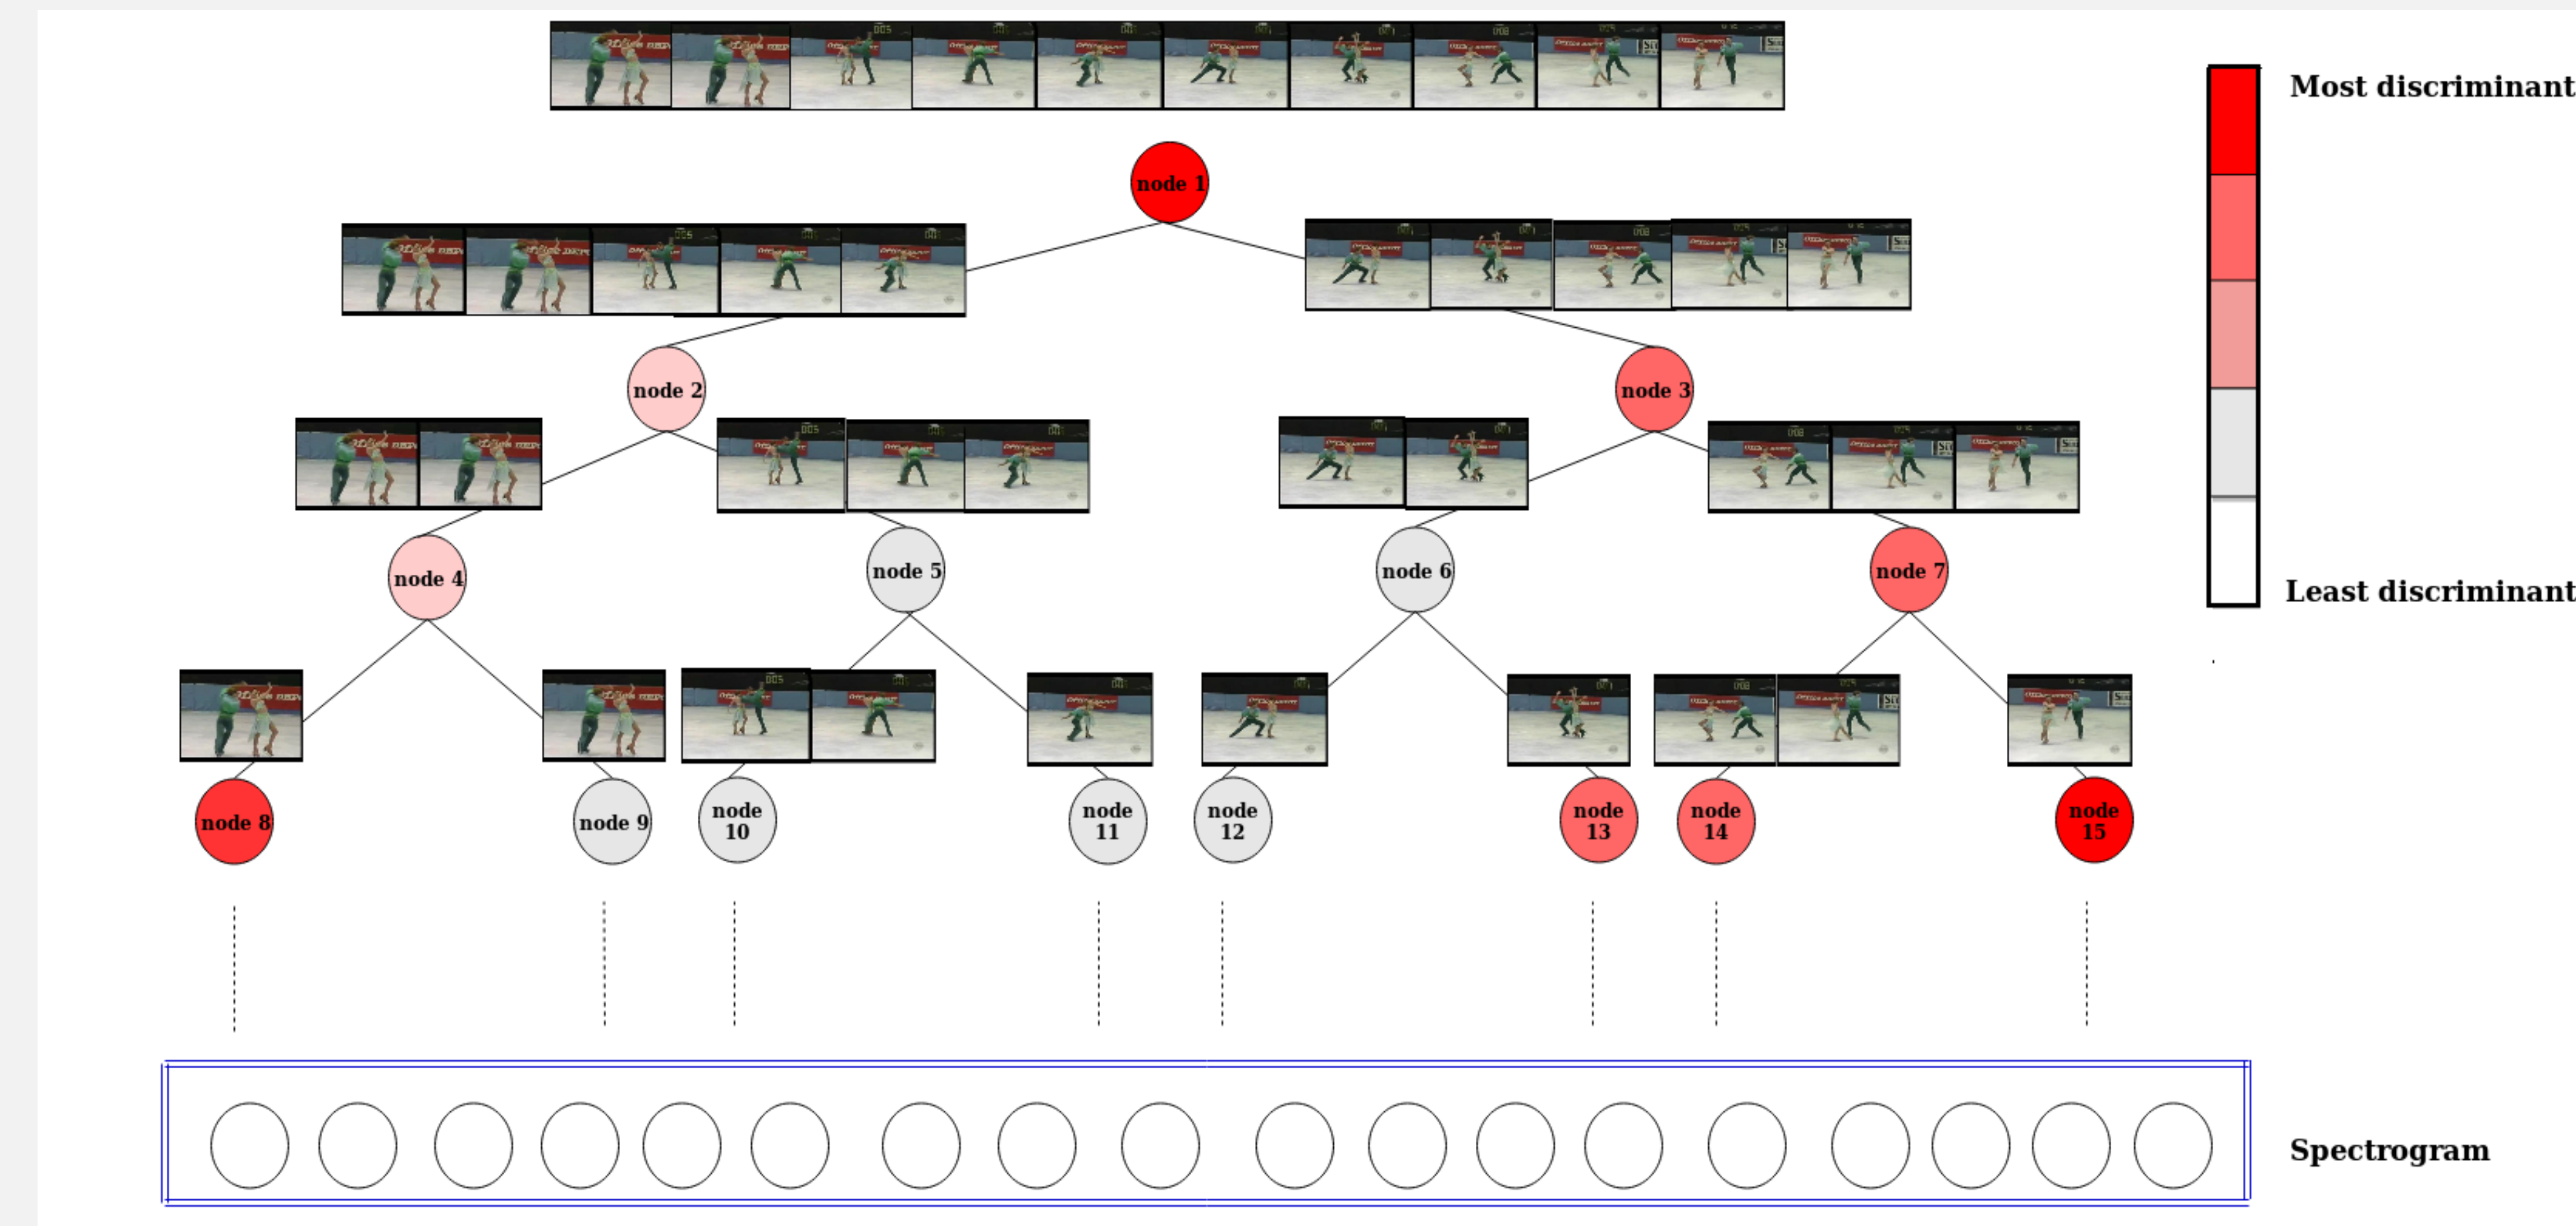 Most discriminant
node 1
node 2
node 3
node 4
node 5
node 6
node 7
Least discriminant
node 8
node 9
node
10
node
11
node
12
node
13
node
14
node
15
Spectrogram